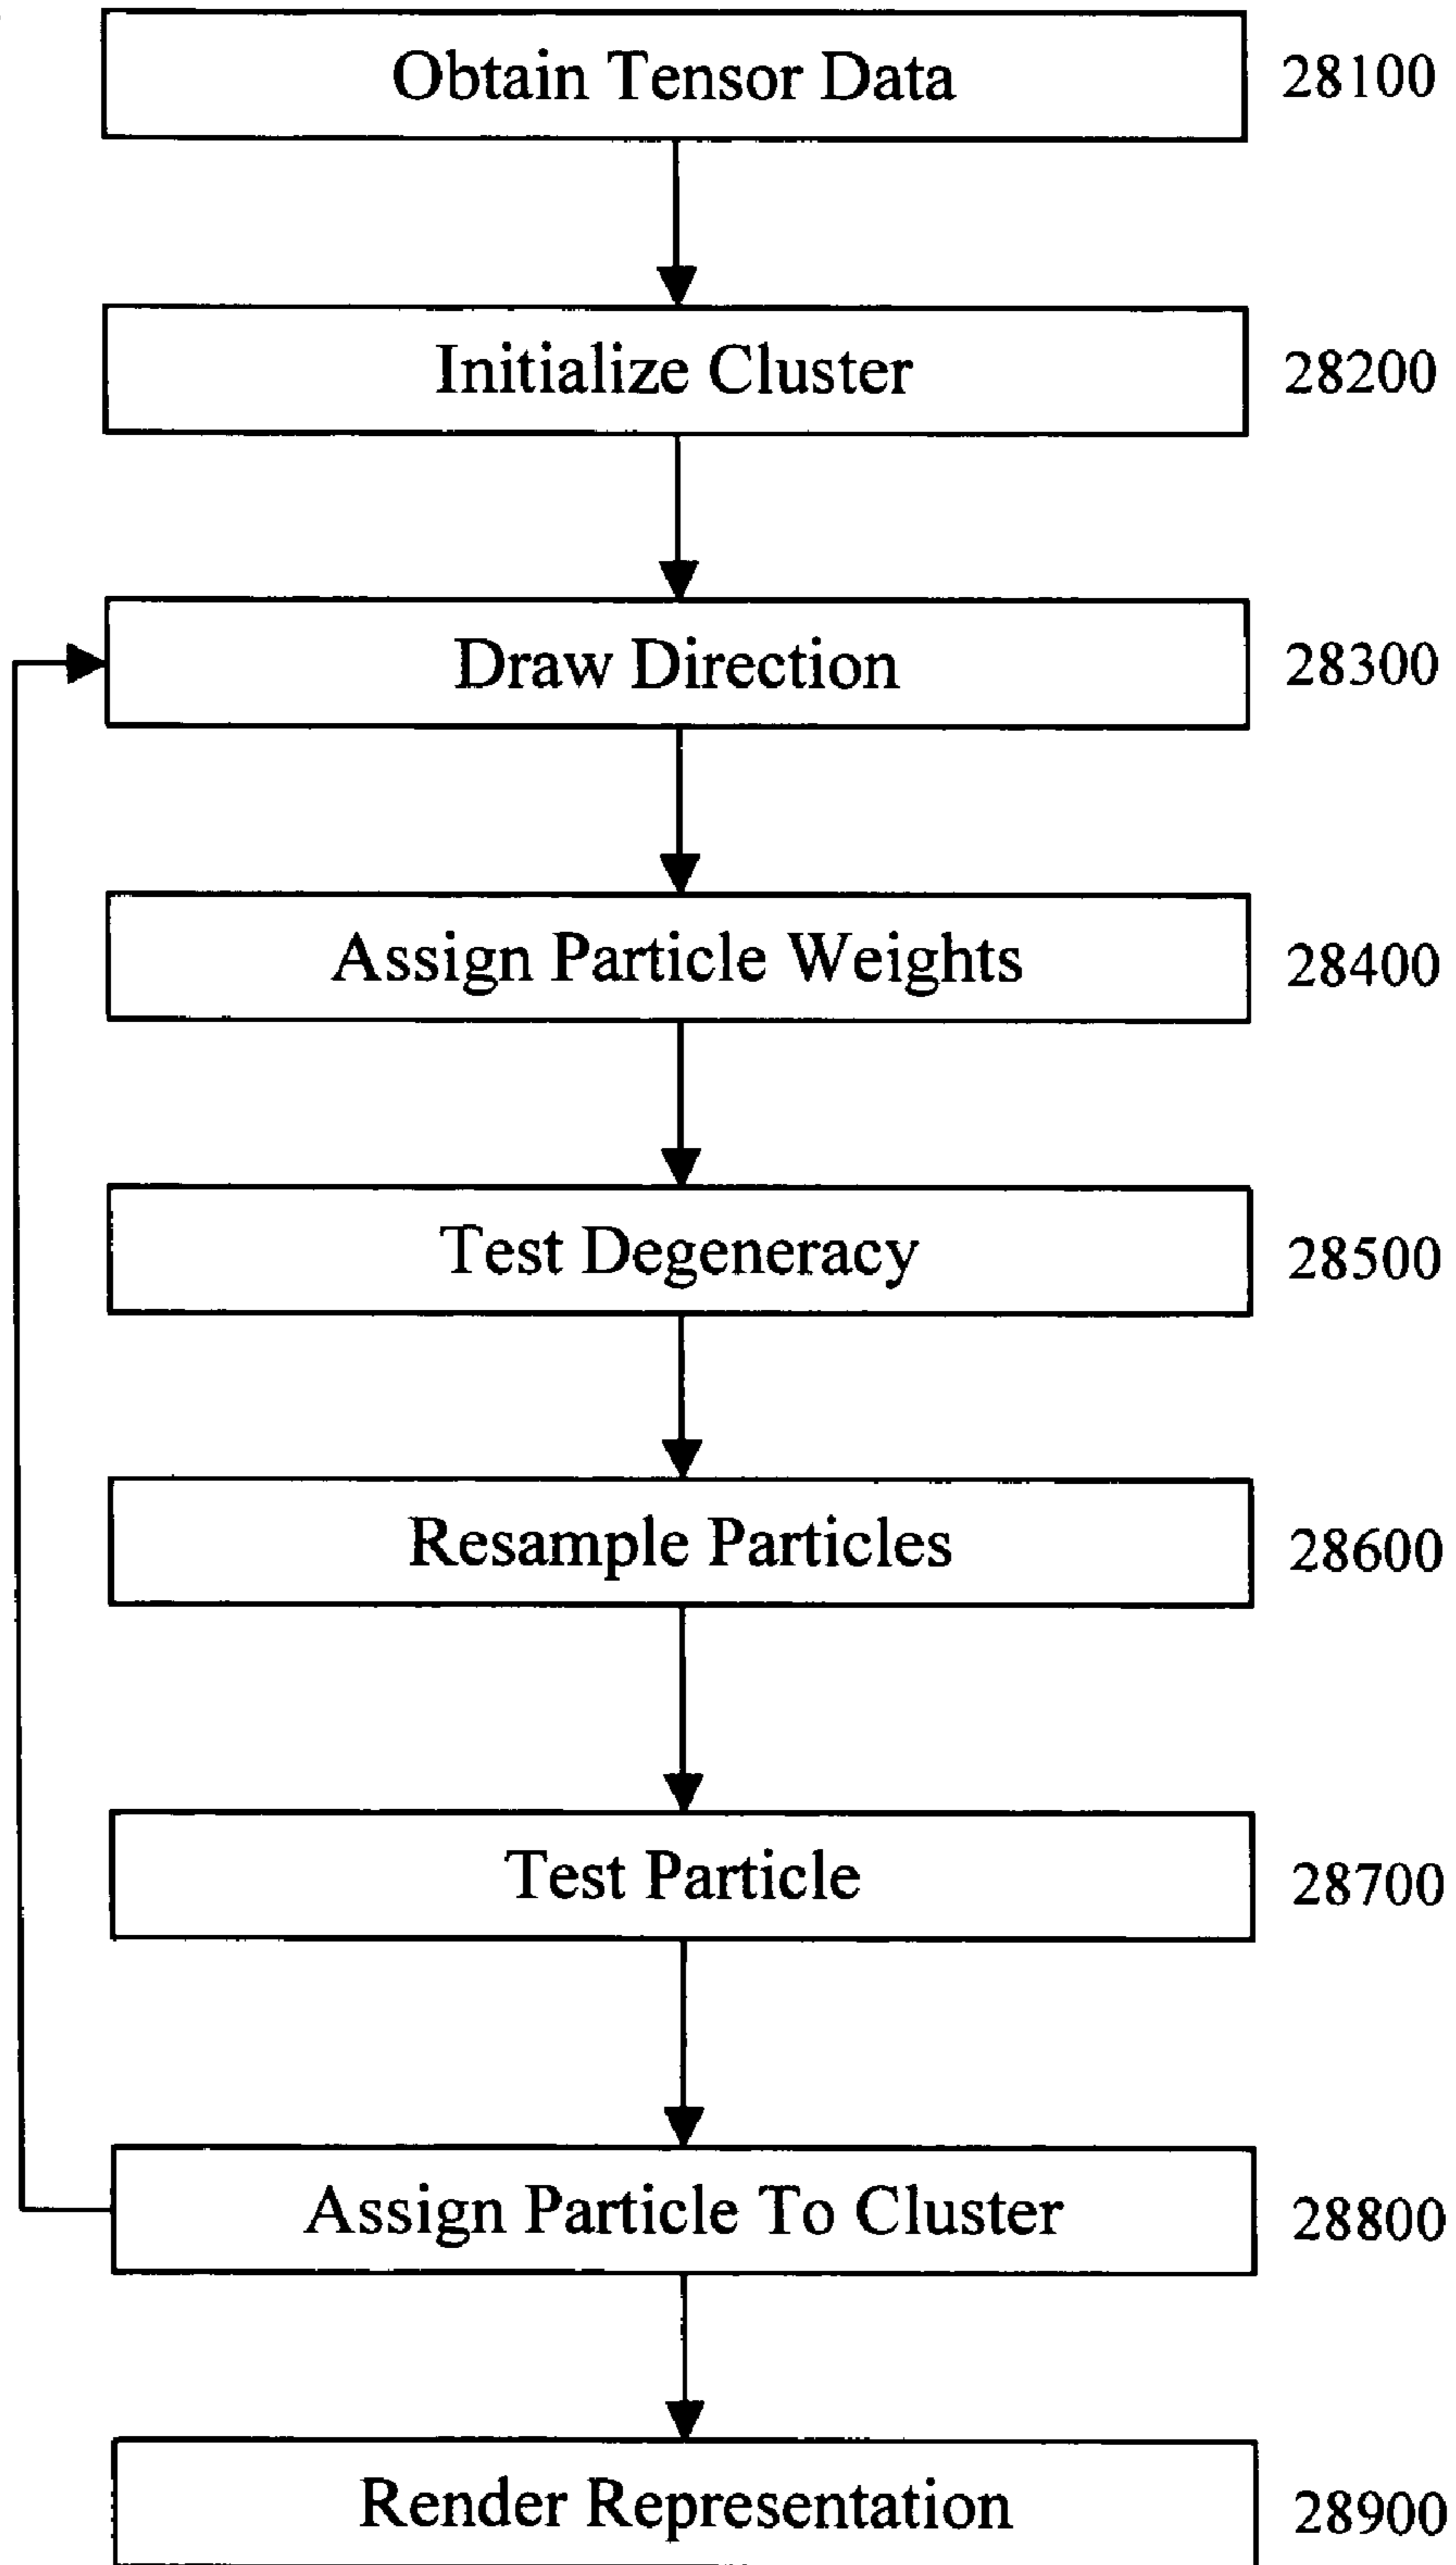 Obtain Tensor Data 28100
Initialize Cluster 28200
Draw Direction 28300
Assign Particle Weights 28400
Test Degeneracy 28500
Resample Particles 28600
Test Particle 28700
Assign Particle To Cluster 28800
Render Representation 28900